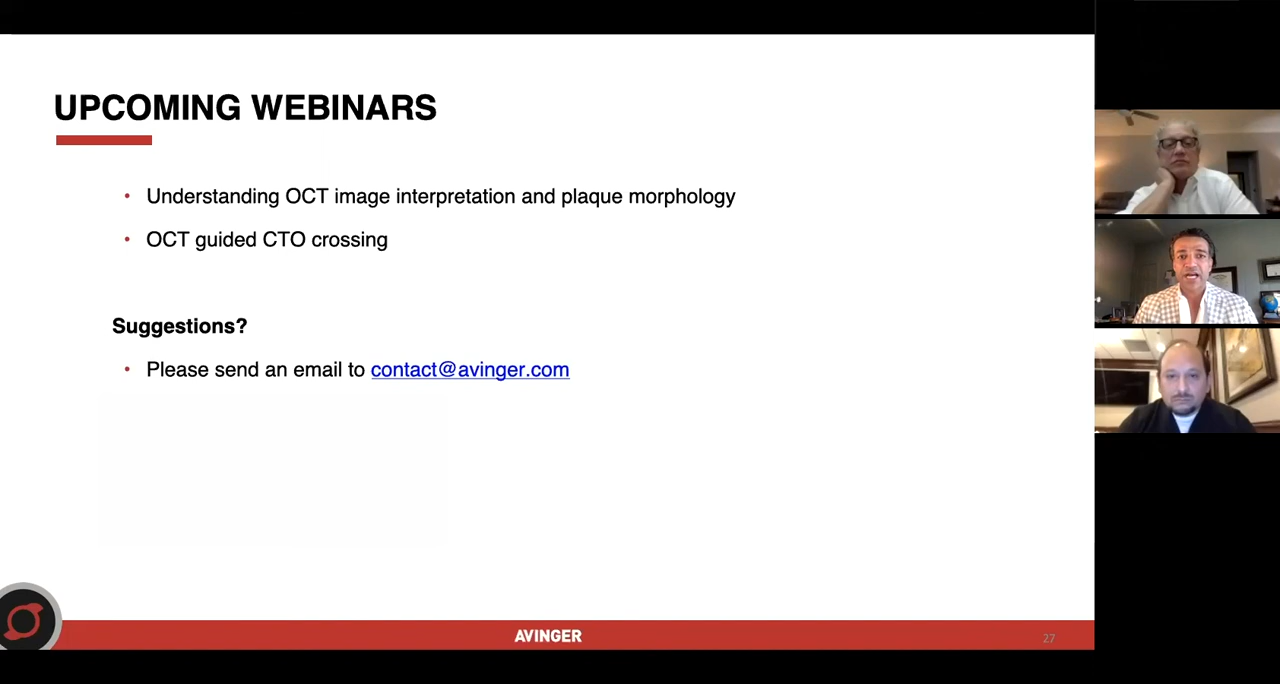 UPCOMING WEBINARS
• Understanding OCT image interpretation and plaque morphology
• OCT guided CTO crossing
Suggestions?
• Please send an email to contact@avinger.com
AVINGER
27